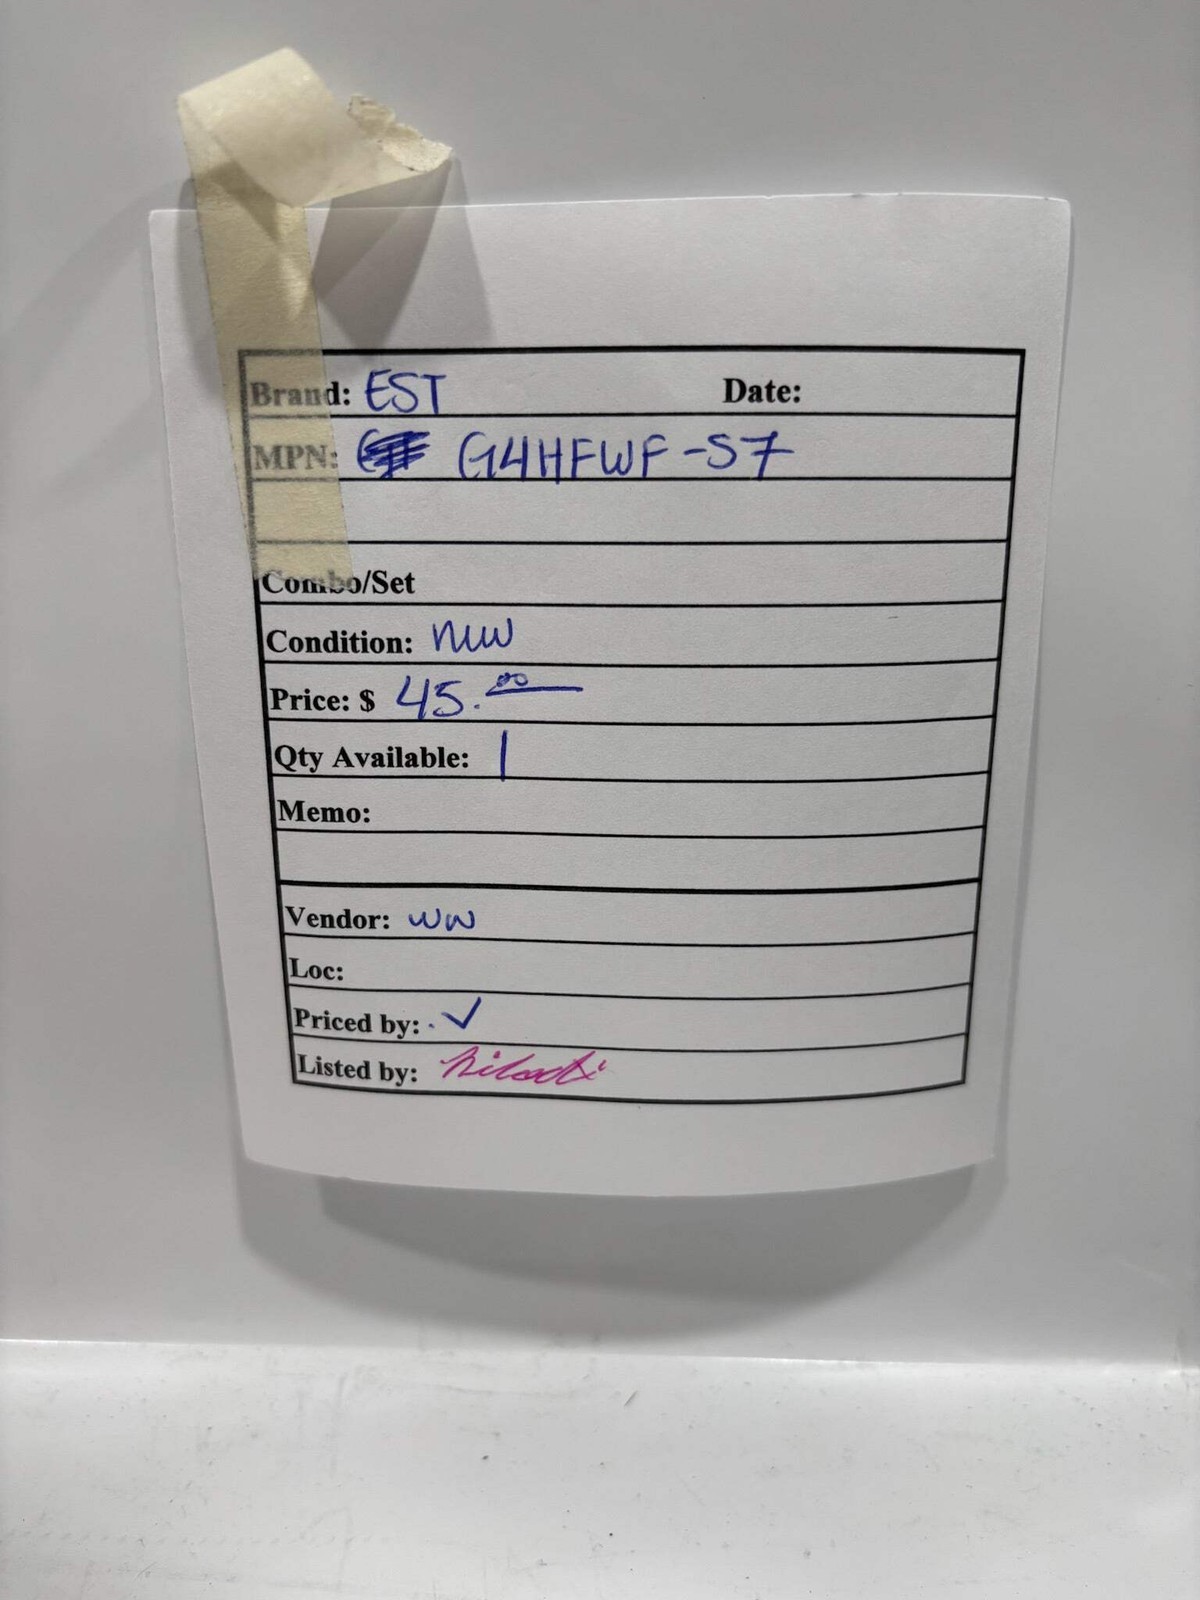 Brand: EST Date:
MPN: G4HFWF-S7
Combo/Set
Condition: new
Price: $ 45.00
Qty Available: 1
Memo:
Vendor: WW
Loc:
Priced by: ✓
Listed by: